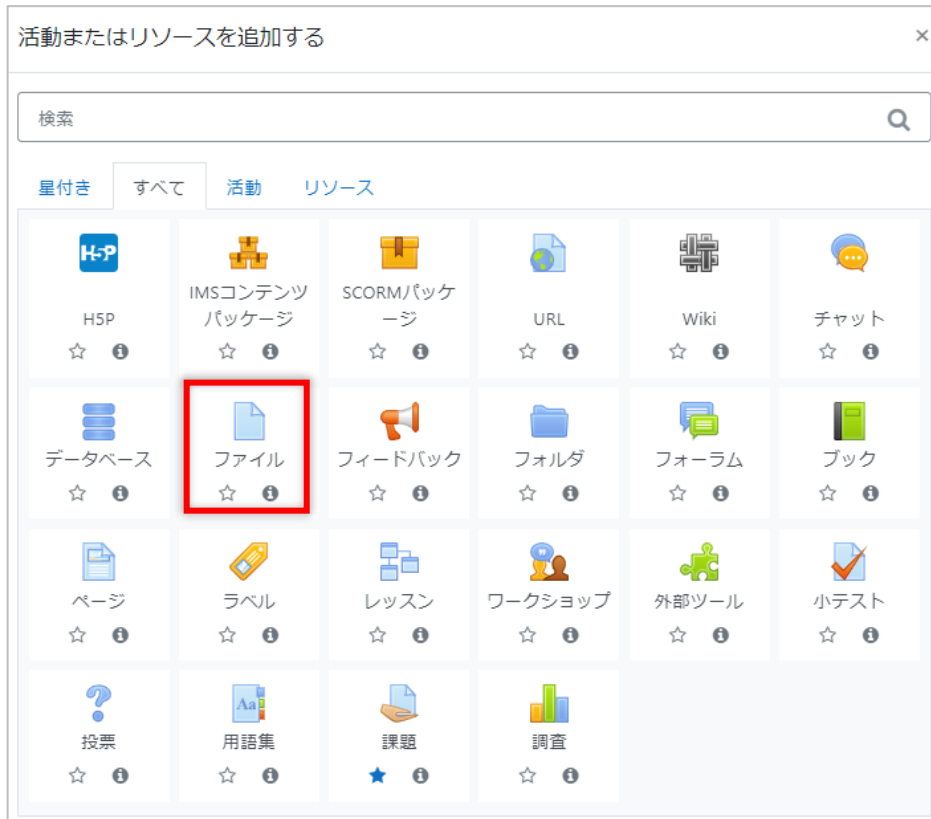 活動またはリソースを追加する
×
検索
星付き すべて 活動 リソース
H5P
H5P
IMSコンテンツ
パッケージ
SCORMパッケ
ージ
URL
Wiki
チャット
データベース
ファイル
フィードバック
フォルダ
フォーラム
ブック
ページ
ラベル
レッスン
ワークショップ
外部ツール
小テスト
投票
Aa
用語集
課題
調査